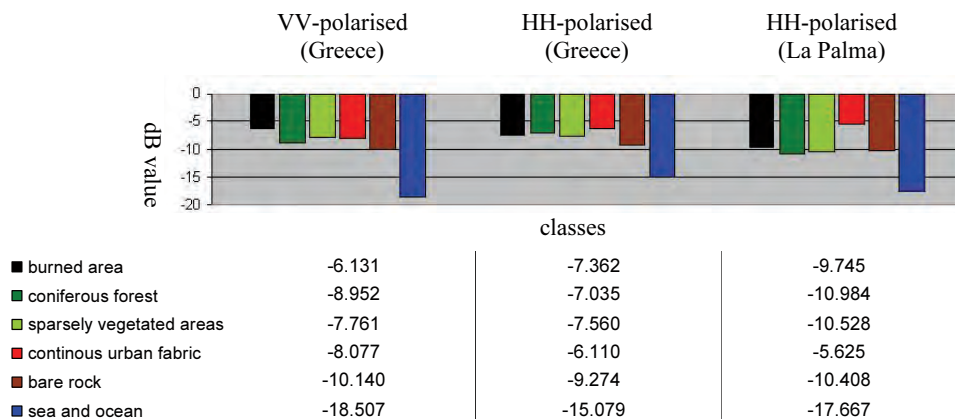 VV-polarised HH-polarised HH-polarised
(Greece) (Greece) (La Palma)
dB value
0
-5
-10
-15
-20
classes
burned area -6.131 -7.362 -9.745
coniferous forest -8.952 -7.035 -10.984
sparsely vegetated areas -7.761 -7.560 -10.528
continous urban fabric -8.077 -6.110 -5.625
bare rock -10.140 -9.274 -10.408
sea and ocean -18.507 -15.079 -17.667